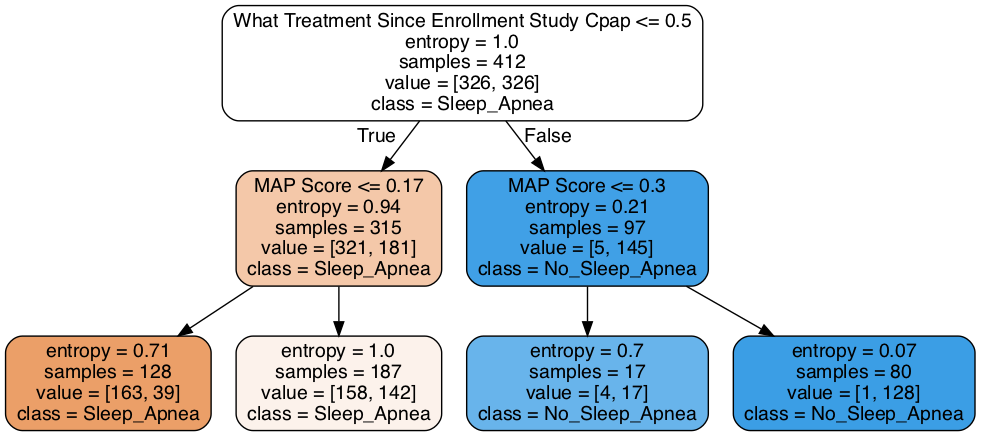 What Treatment Since Enrollment Study Cpap <= 0.5
entropy = 1.0
samples = 412
value = [326, 326]
class = Sleep_Apnea
True
False
MAP Score <= 0.17
entropy = 0.94
samples = 315
value = [321, 181]
class = Sleep_Apnea
MAP Score <= 0.3
entropy = 0.21
samples = 97
value = [5, 145]
class = No_Sleep_Apnea
entropy = 0.71
samples = 128
value = [163, 39]
class = Sleep_Apnea
entropy = 1.0
samples = 187
value = [158, 142]
class = Sleep_Apnea
entropy = 0.7
samples = 17
value = [4, 17]
class = No_Sleep_Apnea
entropy = 0.07
samples = 80
value = [1, 128]
class = No_Sleep_Apnea